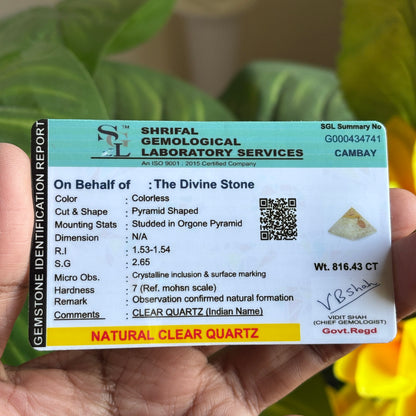 GEMSTONE IDENTIFICATION REPORT
SGL
TM
SHRIFAL
GEMOLOGICAL
LABORATORY SERVICES
An ISO 9001 : 2015 Certified Company
SGL Summary No
G000434741
CAMBAY
On Behalf of : The Divine Stone
Color : Colorless
Cut & Shape : Pyramid Shaped
Mounting Stats : Studded in Orgone Pyramid
Dimension : N/A
R.I : 1.53-1.54
S.G : 2.65
Micro Obs. : Crystalline inclusion & surface marking
Hardness : 7 (Ref. mohsn scale)
Remark : Observation confirmed natural formation
Comments : CLEAR QUARTZ (Indian Name)
NATURAL CLEAR QUARTZ
Wt. 816.43 CT
VBShah
VIDIT SHAH
(CHIEF GEMOLOGIST)
Govt.Regd